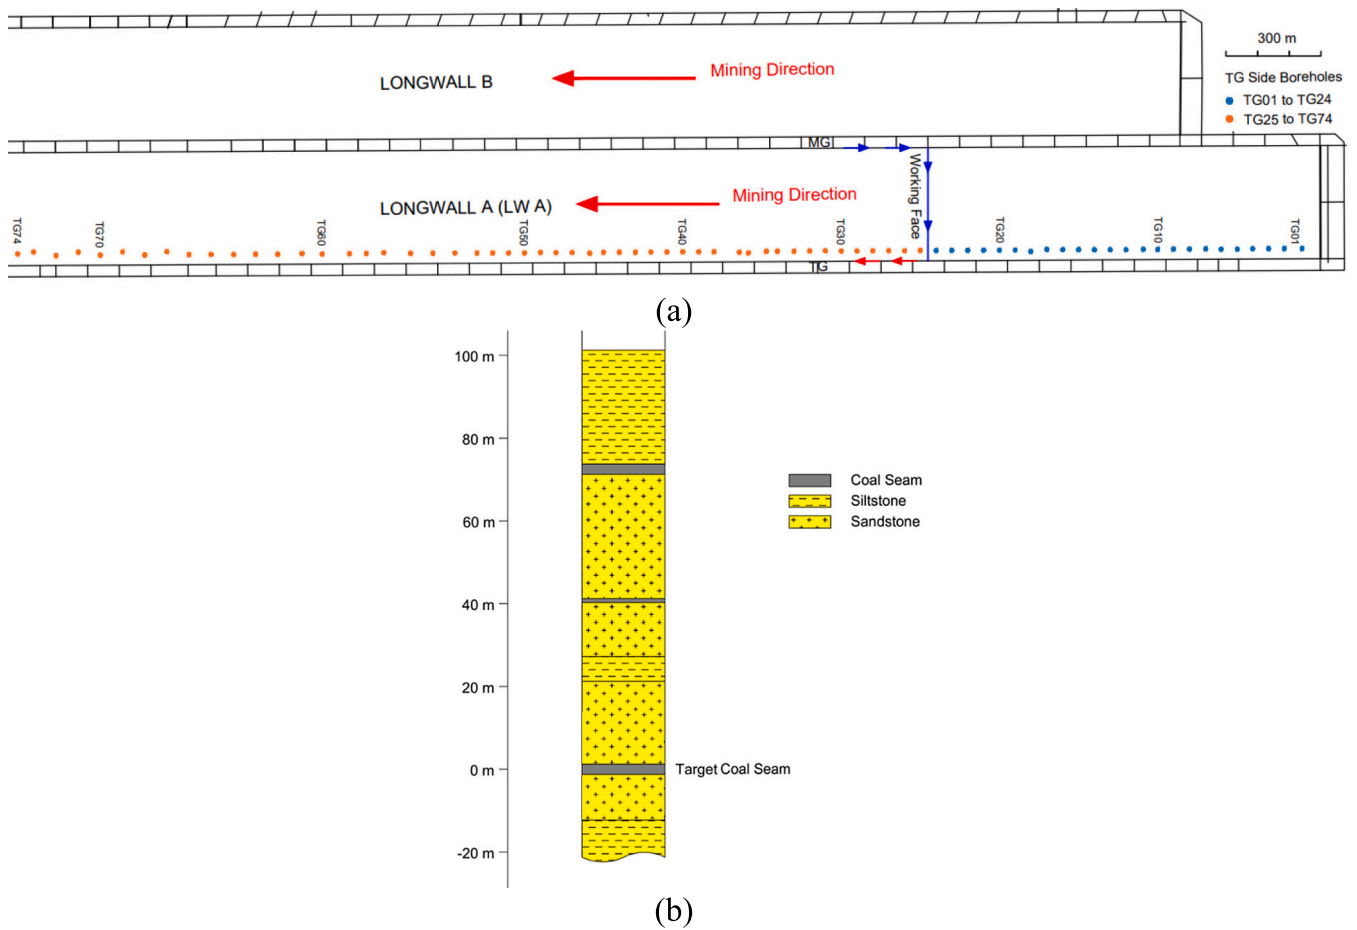 300 m
Mining Direction
LONGWALL B
TG Side Boreholes
TG01 to TG24
TG25 to TG74
MG
Working Face
Mining Direction
LONGWALL A (LW A)
TG74
TG70
TG60
TG50
TG40
TG30
TG20
TG10
TG01
TG
(a)
100 m
80 m
60 m
40 m
20 m
0 m
-20 m
Coal Seam
Siltstone
Sandstone
Target Coal Seam
(b)